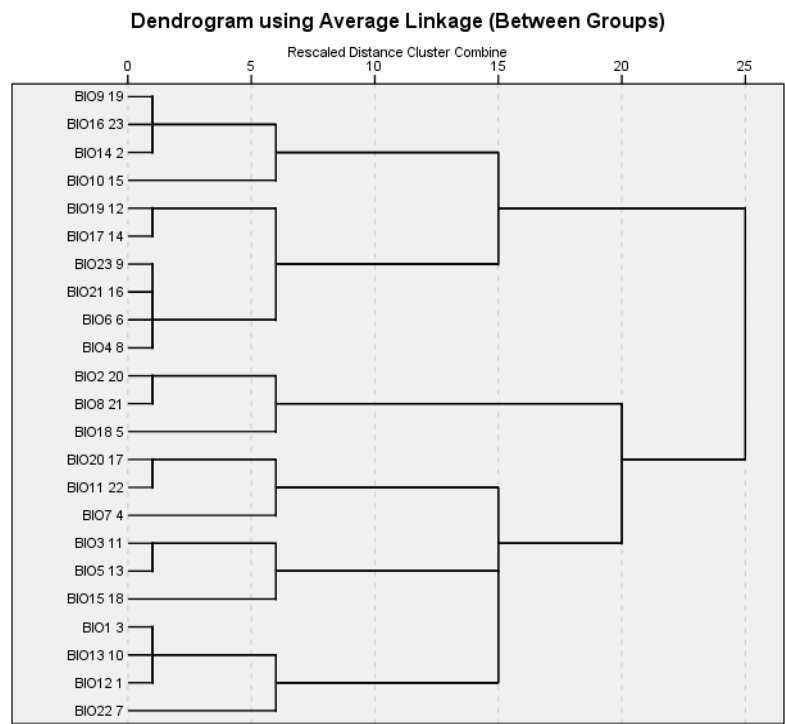 Dendrogram using Average Linkage (Between Groups)
Rescaled Distance Cluster Combine
0 5 10 15 20 25
BIO9 19
BIO16 23
BIO14 2
BIO10 15
BIO19 12
BIO17 14
BIO23 9
BIO21 16
BIO6 6
BIO4 8
BIO2 20
BIO8 21
BIO18 5
BIO20 17
BIO11 22
BIO7 4
BIO3 11
BIO5 13
BIO15 18
BIO1 3
BIO13 10
BIO12 1
BIO22 7